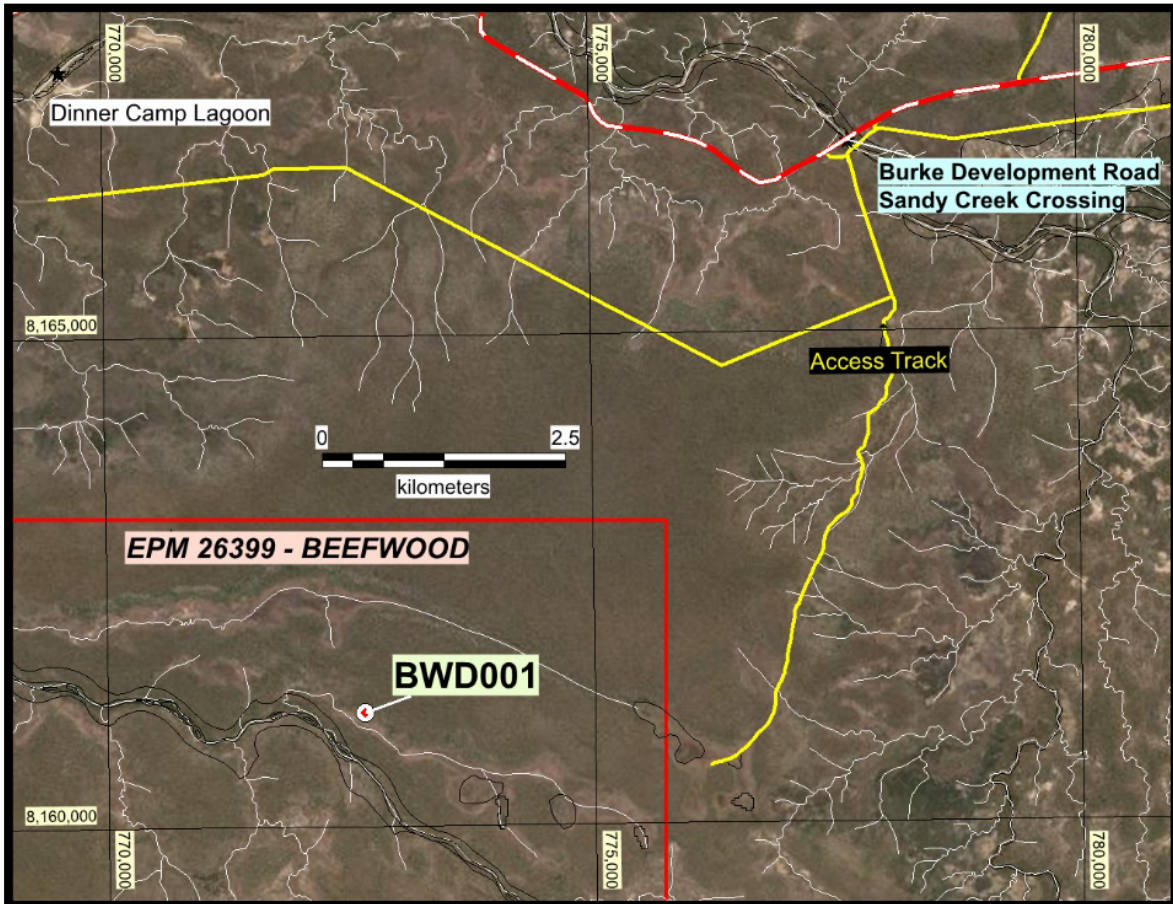 770,000
775,000
780,000
Dinner Camp Lagoon
Burke Development Road
Sandy Creek Crossing
8,165,000
Access Track
0 2.5
kilometers
EPM 26399 - BEEFWOOD
BWD001
8,160,000
770,000
775,000
780,000